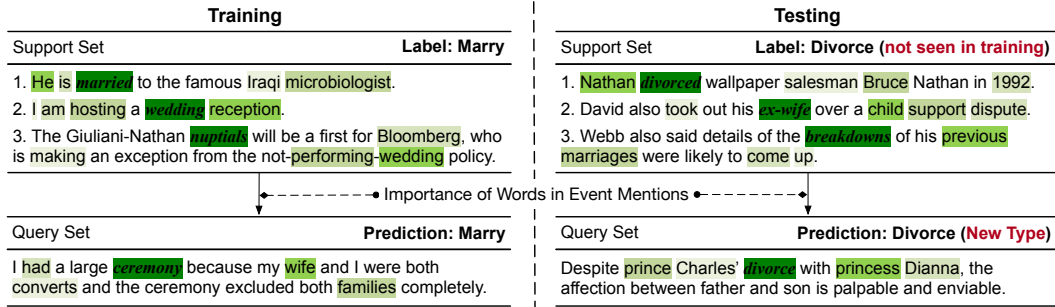 Training
Support Set Label: Marry
1. He is married to the famous Iraqi microbiologist.
2. I am hosting a wedding reception.
3. The Giuliani-Nathan nuptials will be a first for Bloomberg, who
is making an exception from the not-performing-wedding policy.
Testing
Support Set Label: Divorce (not seen in training)
1. Nathan divorced wallpaper salesman Bruce Nathan in 1992.
2. David also took out his ex-wife over a child support dispute.
3. Webb also said details of the breakdowns of his previous
marriages were likely to come up.
Importance of Words in Event Mentions
Query Set Prediction: Marry
I had a large ceremony because my wife and I were both
converts and the ceremony excluded both families completely.
Query Set Prediction: Divorce (New Type)
Despite prince Charles' divorce with princess Dianna, the
affection between father and son is palpable and enviable.